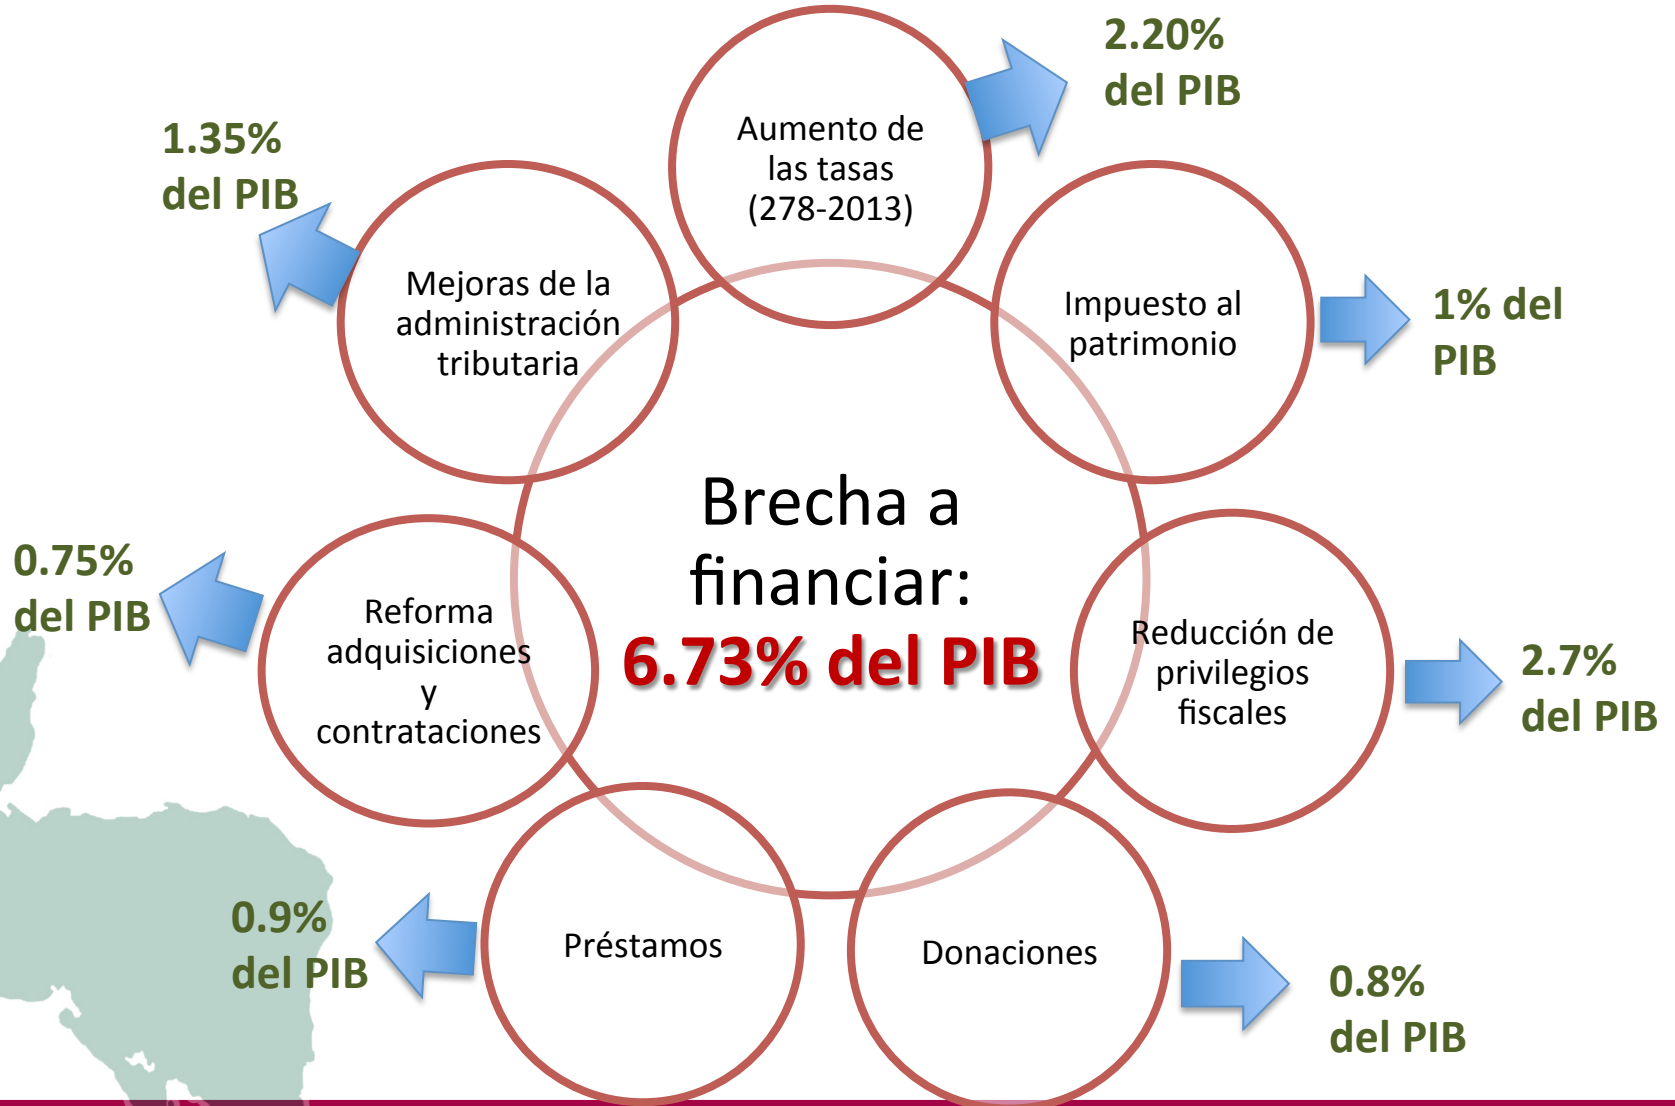 2.20%
del PIB
Aumento de
las tasas
(278-2013)
1.35%
del PIB
Mejoras de la
administración
tributaria
Impuesto al
patrimonio
1% del
PIB
Brecha a
financiar:
6.73% del PIB
0.75%
del PIB
Reforma
adquisiciones
y
contrataciones
Reducción de
privilegios
fiscales
2.7%
del PIB
0.9%
del PIB
Préstamos
Donaciones
0.8%
del PIB